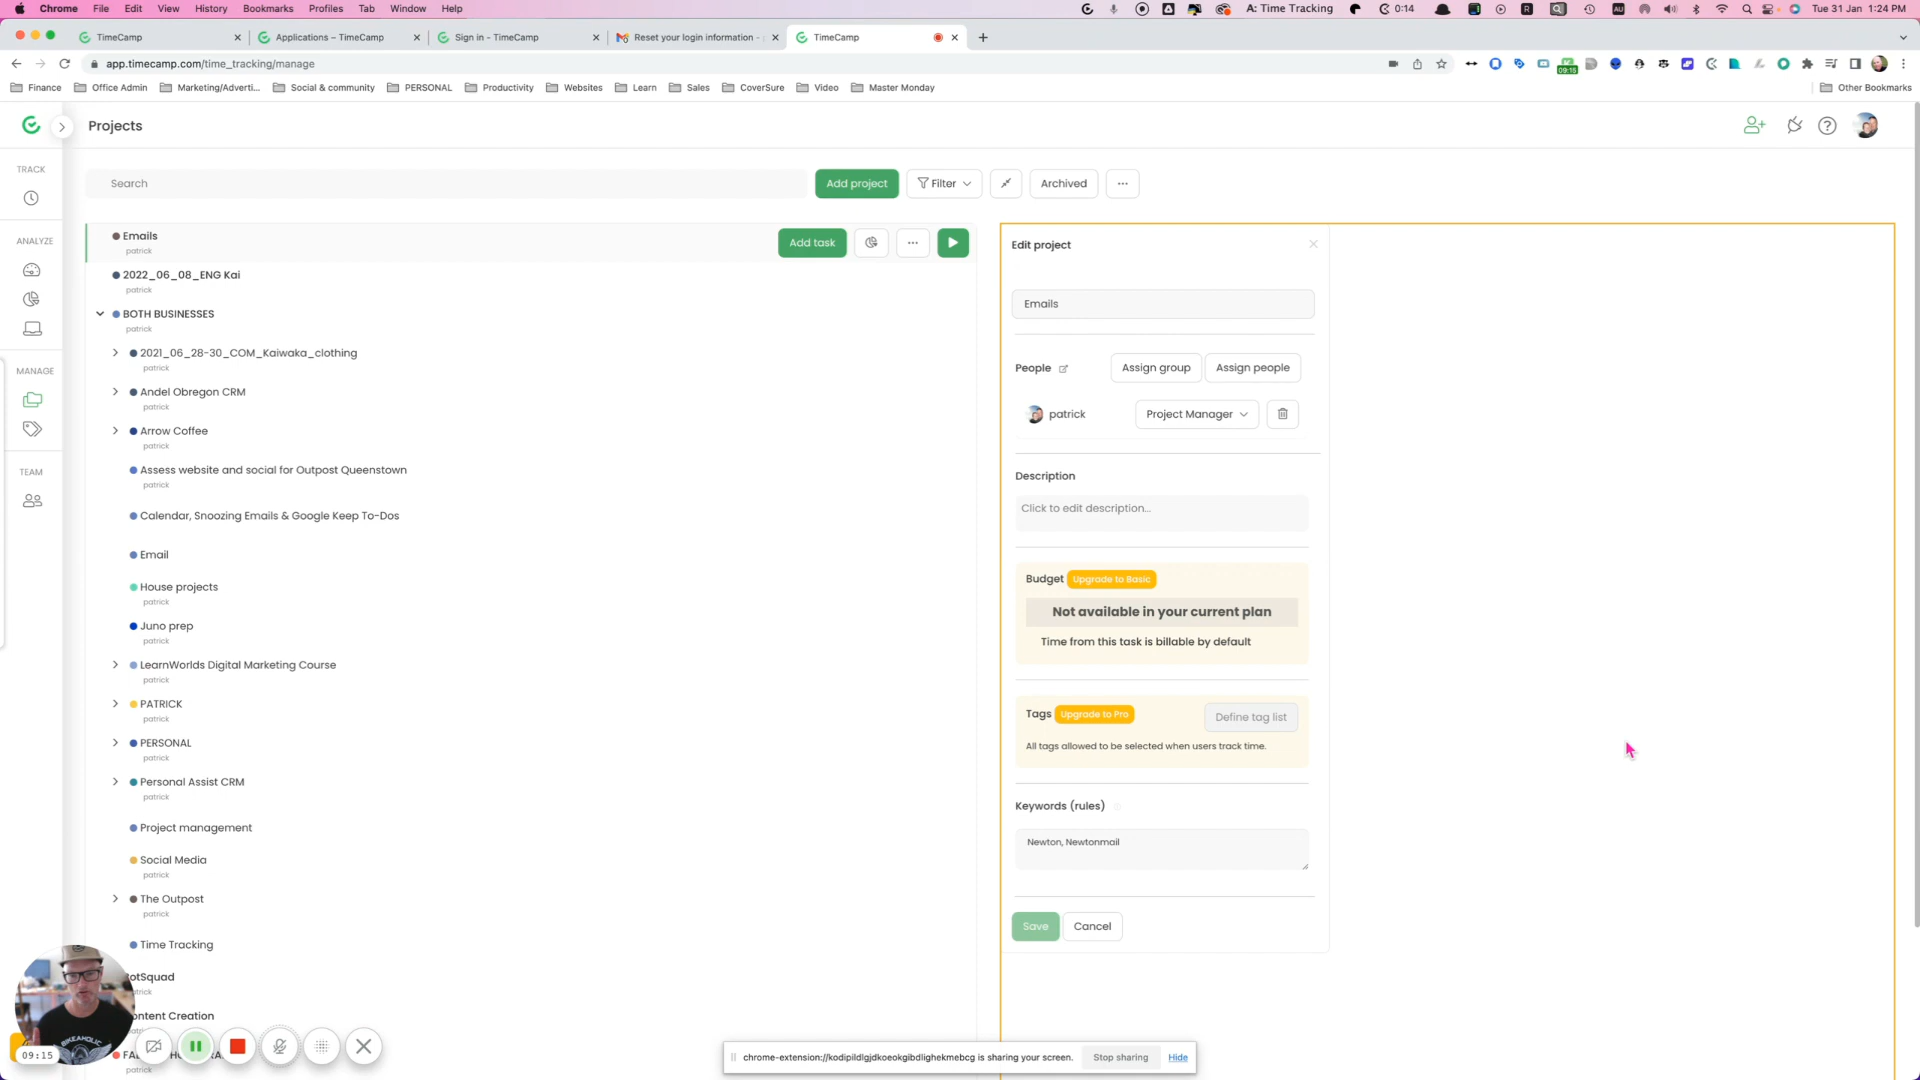 Chrome File Edit View History Bookmarks Profiles Tab Window Help A: Time Tracking 0:14 Tue 31 Jan 1:24 PM
TimeCamp Applications – TimeCamp Sign in - TimeCamp Reset your login information - TimeCamp
app.timecamp.com/time_tracking/manage
09:15
Finance Office Admin Marketing/Adverti... Social & community PERSONAL Productivity Websites Learn Sales CoverSure Video Master Monday Other Bookmarks
Projects
TRACK
ANALYZE
MANAGE
TEAM
Search Add project Filter Archived ...
Emails
patrick
Add task ...
2022_06_08_ENG Kai
patrick
BOTH BUSINESSES
patrick
2021_06_28-30_COM_Kaiwaka_clothing
patrick
Andel Obregon CRM
patrick
Arrow Coffee
patrick
Assess website and social for Outpost Queenstown
patrick
Calendar, Snoozing Emails & Google Keep To-Dos
Email
House projects
patrick
Juno prep
patrick
LearnWorlds Digital Marketing Course
patrick
PATRICK
patrick
PERSONAL
patrick
Personal Assist CRM
patrick
Project management
Social Media
patrick
The Outpost
patrick
Time Tracking
otSquad
atrick
ontent Creation
patrick
BIKEAHOLIC
09:15
Edit project
Emails
People Assign group Assign people
patrick Project Manager
Description
Click to edit description...
Budget Upgrade to Basic
Not available in your current plan
Time from this task is billable by default
Tags Upgrade to Pro Define tag list
All tags allowed to be selected when users track time.
Keywords (rules)
Newton, Newtonmail
Save Cancel
chrome-extension://kodipildlgjdkoeokgibdlighekmebcg is sharing your screen. Stop sharing Hide